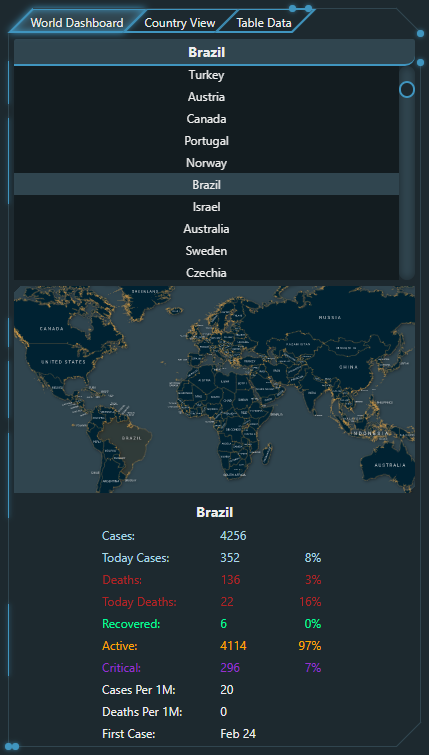 World Dashboard Country View Table Data
Brazil
Turkey
Austria
Canada
Portugal
Norway
Brazil
Israel
Australia
Sweden
Czechia
GREENLAND
RUSSIA
CANADA
KAZAKHSTAN
MONGOLIA
UNITED STATES
CHINA
BRAZIL
INDONESIA
AUSTRALIA
Brazil
Cases: 4256
Today Cases: 352 8%
Deaths: 136 3%
Today Deaths: 22 16%
Recovered: 6 0%
Active: 4114 97%
Critical: 296 7%
Cases Per 1M: 20
Deaths Per 1M: 0
First Case: Feb 24